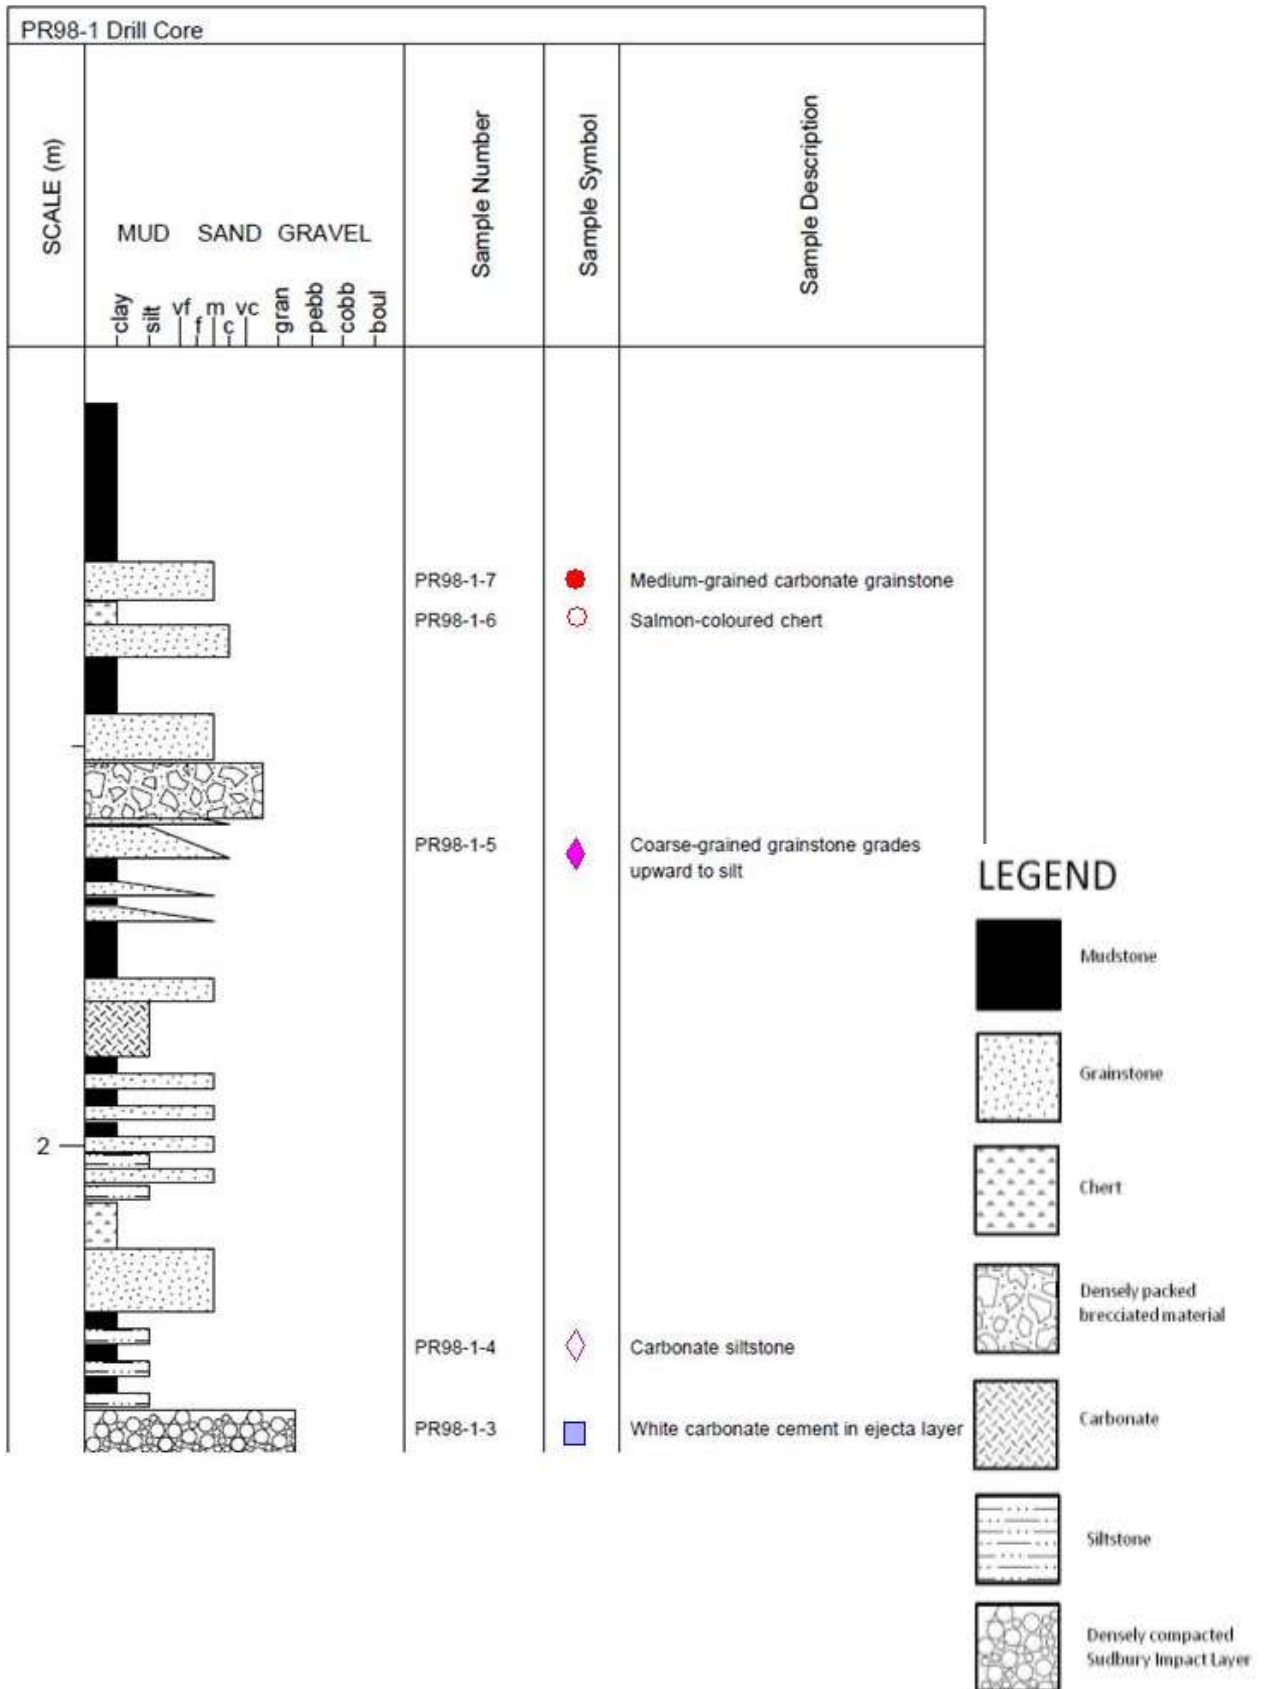 PR98-1 Drill Core
SCALE (m)
MUD SAND GRAVEL
clay
silt
vf
f
m
c
vc
gran
pebb
cobb
boul
Sample Number
Sample Symbol
Sample Description
PR98-1-7 Medium-grained carbonate grainstone
PR98-1-6 Salmon-coloured chert
PR98-1-5 Coarse-grained grainstone grades
upward to silt
2
PR98-1-4 Carbonate siltstone
PR98-1-3 White carbonate cement in ejecta layer
LEGEND
Mudstone
Grainstone
Chert
Densely packed
brecciated material
Carbonate
Siltstone
Densely compacted
Sudbury Impact Layer